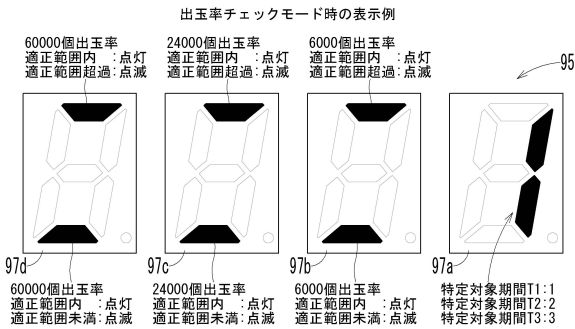 出玉率チェックモード時の表示例
60000個出玉率
適正範囲内　:点灯
適正範囲超過:点滅
24000個出玉率
適正範囲内　:点灯
適正範囲超過:点滅
6000個出玉率
適正範囲内　:点灯
適正範囲超過:点滅
95
97d
97c
97b
97a
60000個出玉率
適正範囲内　:点灯
適正範囲未満:点滅
24000個出玉率
適正範囲内　:点灯
適正範囲未満:点滅
6000個出玉率
適正範囲内　:点灯
適正範囲未満:点滅
特定対象期間T1:1
特定対象期間T2:2
特定対象期間T3:3